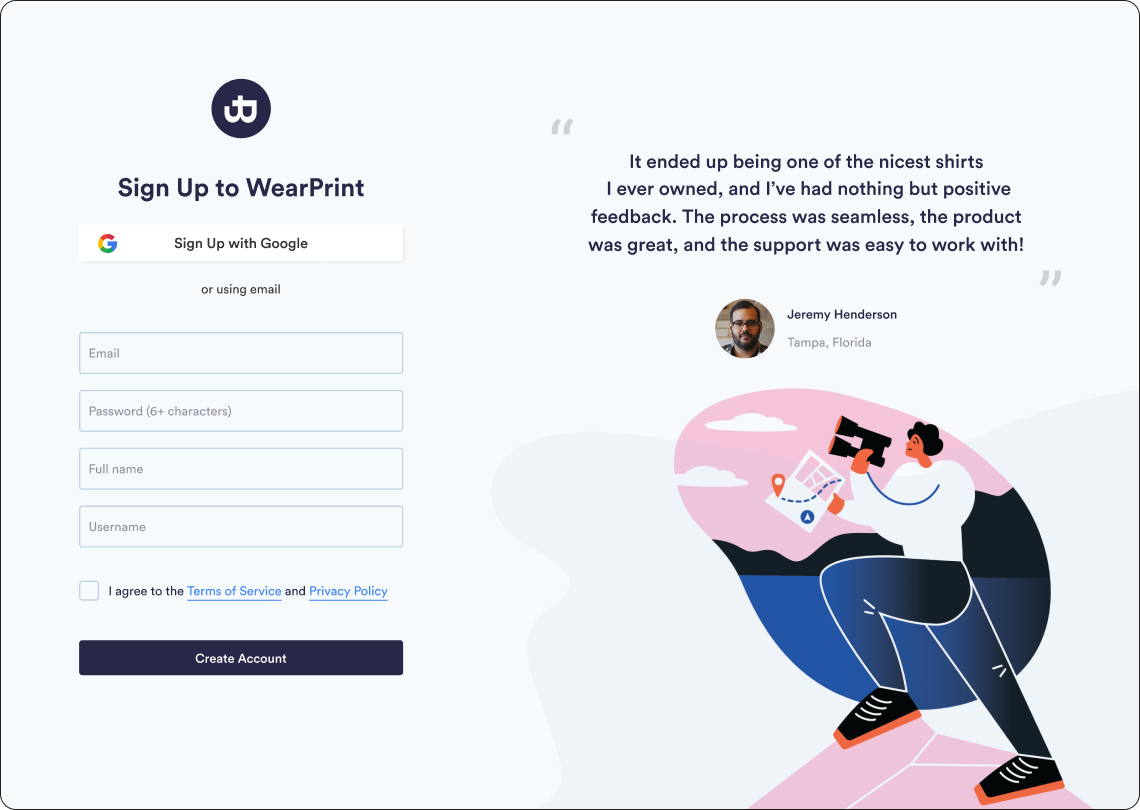 Sign Up to WearPrint
Sign Up with Google
or using email
Email
Password (6+ characters)
Full name
Username
I agree to the Terms of Service and Privacy Policy
Create Account
“
It ended up being one of the nicest shirts
I ever owned, and I’ve had nothing but positive
feedback. The process was seamless, the product
was great, and the support was easy to work with!
”
Jeremy Henderson
Tampa, Florida